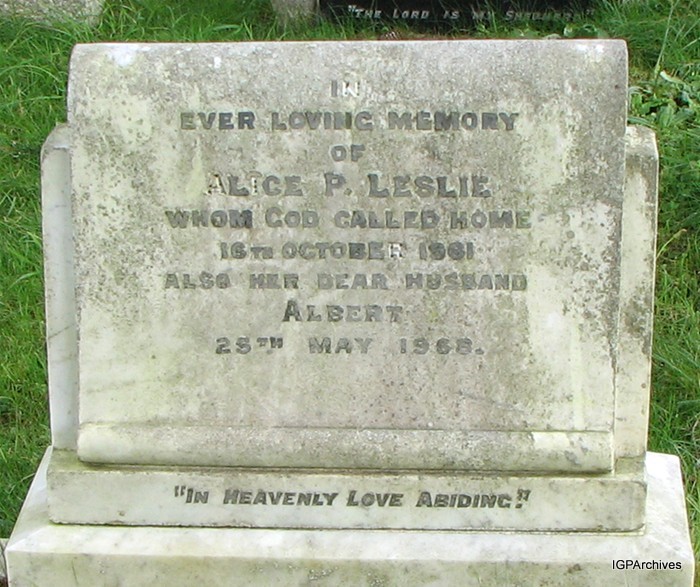 "The Lord is my Shepherd"
IN
EVER LOVING MEMORY
OF
ALICE P. LESLIE
WHOM GOD CALLED HOME
16TH OCTOBER 1961
ALSO HER DEAR HUSBAND
ALBERT
25TH MAY 1968.
"IN HEAVENLY LOVE ABIDING."
IGPArchives